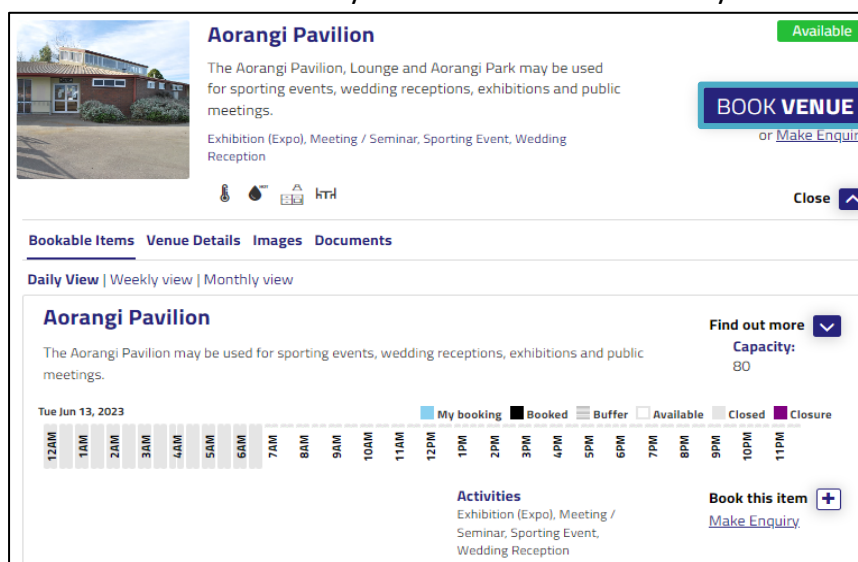 Aorangi Pavilion
Available
The Aorangi Pavilion, Lounge and Aorangi Park may be used
for sporting events, wedding receptions, exhibitions and public
meetings.
BOOK VENUE
or Make Enquir
Exhibition (Expo), Meeting / Seminar, Sporting Event, Wedding
Reception
Close
Bookable Items Venue Details Images Documents
Daily View | Weekly view | Monthly view
Aorangi Pavilion
Find out more
The Aorangi Pavilion may be used for sporting events, wedding receptions, exhibitions and public
meetings.
Capacity:
80
Tue Jun 13, 2023
My booking Booked Buffer Available Closed Closure
12AM 1AM 2AM 3AM 4AM 5AM 6AM 7AM 8AM 9AM 10AM 11AM 12PM 1PM 2PM 3PM 4PM 5PM 6PM 7PM 8PM 9PM 10PM 11PM
Activities
Exhibition (Expo), Meeting /
Seminar, Sporting Event,
Wedding Reception
Book this item
Make Enquiry